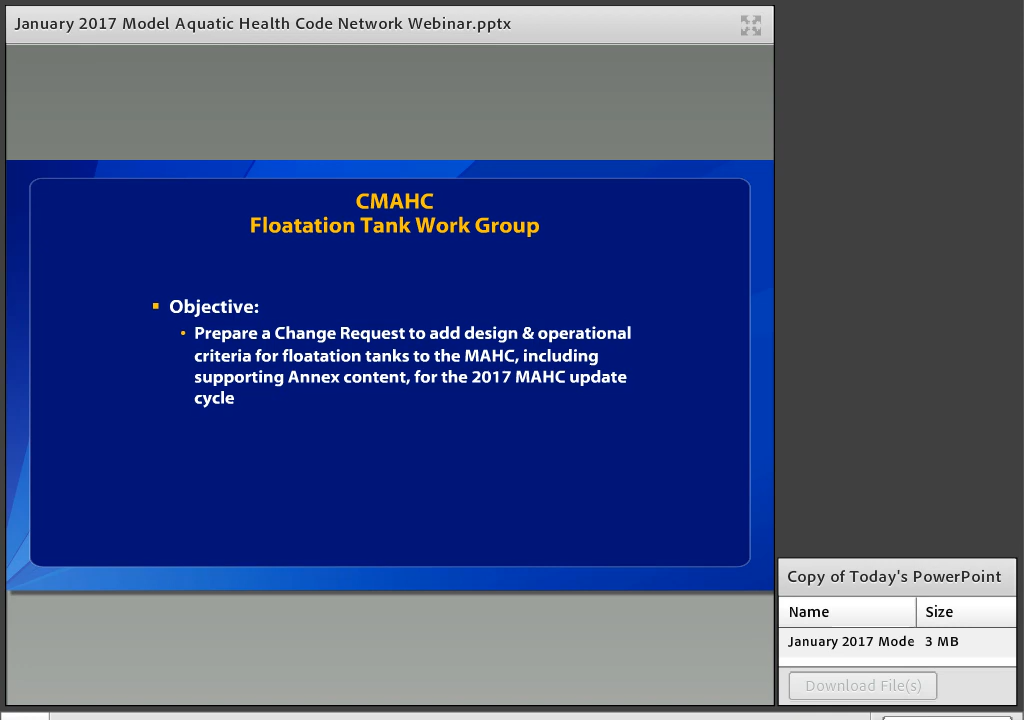 January 2017 Model Aquatic Health Code Network Webinar.pptx
CMAHC
Floatation Tank Work Group
Objective:
Prepare a Change Request to add design & operational
criteria for floatation tanks to the MAHC, including
supporting Annex content, for the 2017 MAHC update
cycle
Copy of Today's PowerPoint
Name Size
January 2017 Mode 3 MB
Download File(s)